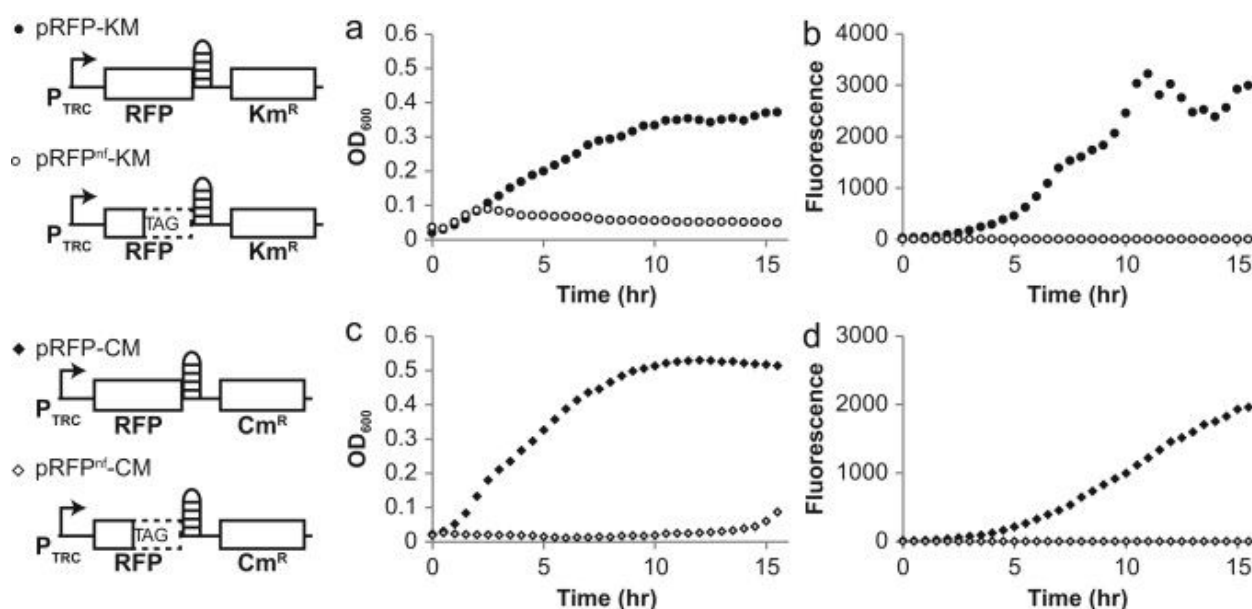 pRFP-KM
P TRC
RFP
Km^R
pRFP^nf-KM
TAG
P TRC
RFP
Km^R
a
0.6
0.5
0.4
0.3
0.2
0.1
0
OD600
0 5 10 15
Time (hr)
b
4000
3000
2000
1000
0
Fluorescence
0 5 10 15
Time (hr)
pRFP-CM
P TRC
RFP
Cm^R
pRFP^nf-CM
TAG
P TRC
RFP
Cm^R
c
0.6
0.5
0.4
0.3
0.2
0.1
0
OD600
0 5 10 15
Time (hr)
d
3000
2000
1000
0
Fluorescence
0 5 10 15
Time (hr)